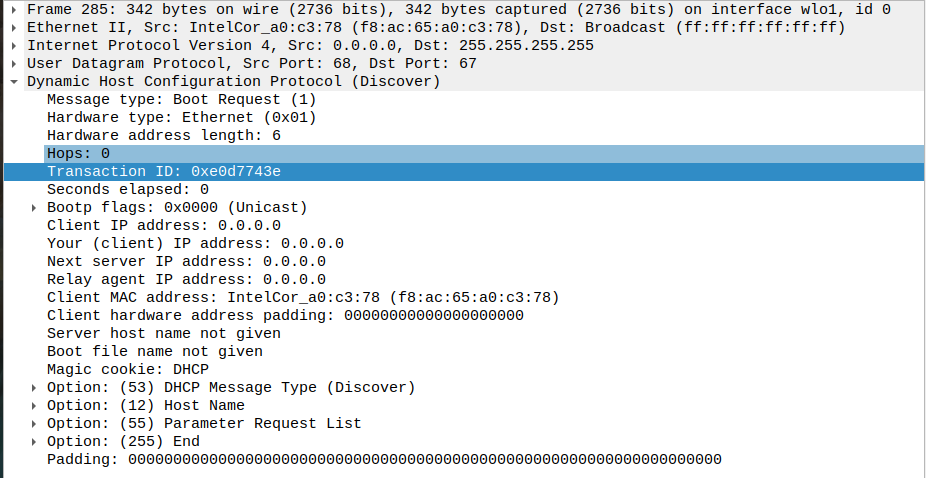 Frame 285: 342 bytes on wire (2736 bits), 342 bytes captured (2736 bits) on interface wlo1, id 0
Ethernet II, Src: IntelCor_a0:c3:78 (f8:ac:65:a0:c3:78), Dst: Broadcast (ff:ff:ff:ff:ff:ff)
Internet Protocol Version 4, Src: 0.0.0.0, Dst: 255.255.255.255
User Datagram Protocol, Src Port: 68, Dst Port: 67
Dynamic Host Configuration Protocol (Discover)
Message type: Boot Request (1)
Hardware type: Ethernet (0x01)
Hardware address length: 6
Hops: 0
Transaction ID: 0xe0d7743e
Seconds elapsed: 0
Bootp flags: 0x0000 (Unicast)
Client IP address: 0.0.0.0
Your (client) IP address: 0.0.0.0
Next server IP address: 0.0.0.0
Relay agent IP address: 0.0.0.0
Client MAC address: IntelCor_a0:c3:78 (f8:ac:65:a0:c3:78)
Client hardware address padding: 00000000000000000000
Server host name not given
Boot file name not given
Magic cookie: DHCP
Option: (53) DHCP Message Type (Discover)
Option: (12) Host Name
Option: (55) Parameter Request List
Option: (255) End
Padding: 000000000000000000000000000000000000000000000000000000000000000000